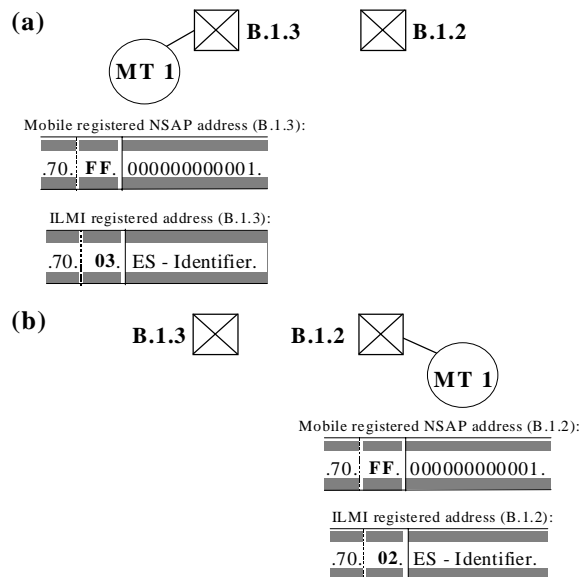 (a)
B.1.3
B.1.2
MT 1
Mobile registered NSAP address (B.1.3):
.70. FF. 000000000001.
ILMI registered address (B.1.3):
.70. 03. ES - Identifier.
(b)
B.1.3
B.1.2
MT 1
Mobile registered NSAP address (B.1.2):
.70. FF. 000000000001.
ILMI registered address (B.1.2):
.70. 02. ES - Identifier.